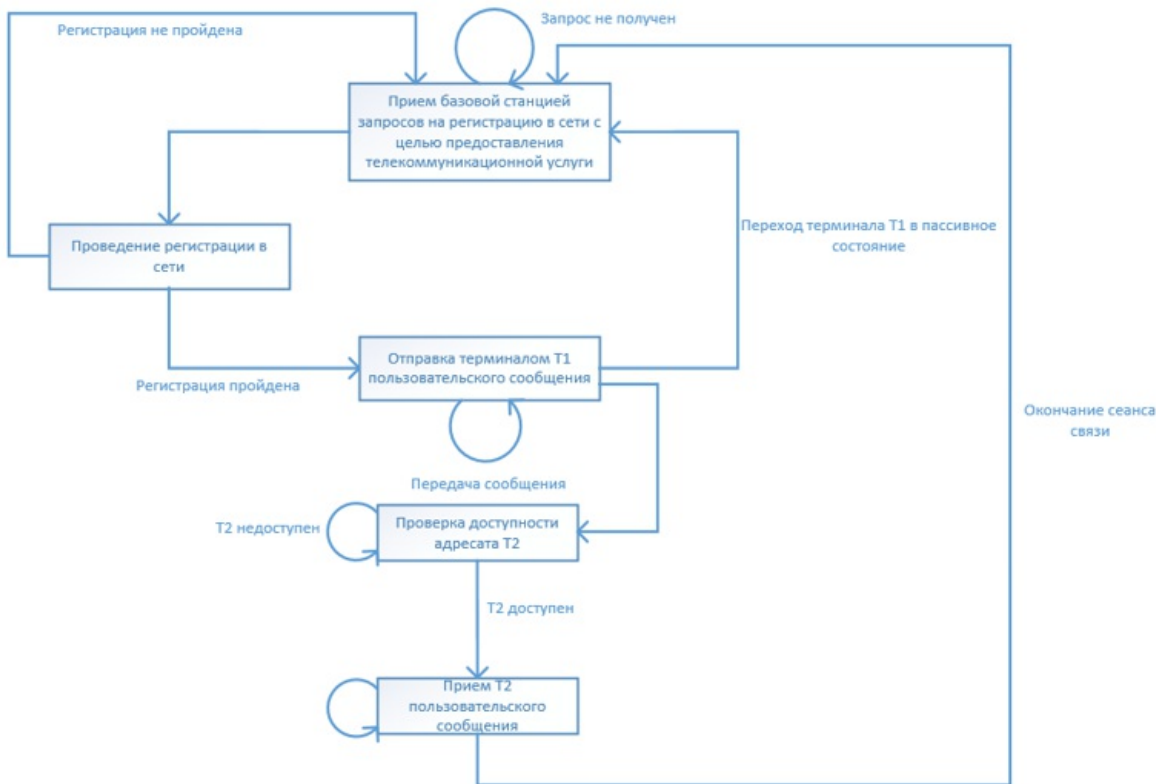 Запрос не получен
Регистрация не пройдена
Прием базовой станцией
запросов на регистрацию в сети с
целью предоставления
телекоммуникационной услуги
Переход терминала Т1 в пассивное
состояние
Проведение регистрации в
сети
Отправка терминалом Т1
пользовательского сообщения
Регистрация пройдена
Окончание сеанса
связи
Передача сообщения
Т2 недоступен
Проверка доступности
адресата Т2
Т2 доступен
Прием Т2
пользовательского
сообщения